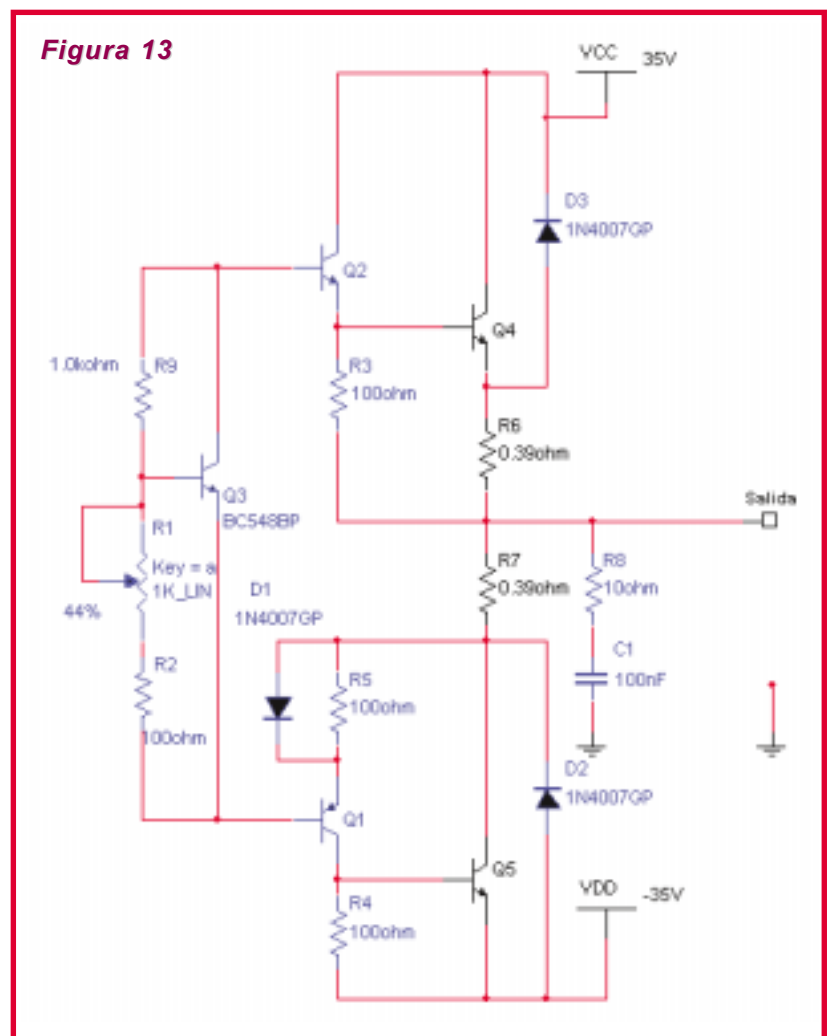 Figura 13
VCC
35V
D3
1N4007GP
Q2
Q4
1.0kohm
R9
R3
100ohm
R6
0.39ohm
Q3
BC548BP
Salida
R1
Key = a
1K_LIN
44%
D1
1N4007GP
R7
0.39ohm
R8
10ohm
C1
100nF
R2
100ohm
R5
100ohm
D2
1N4007GP
Q1
Q5
VDD
-35V
R4
100ohm